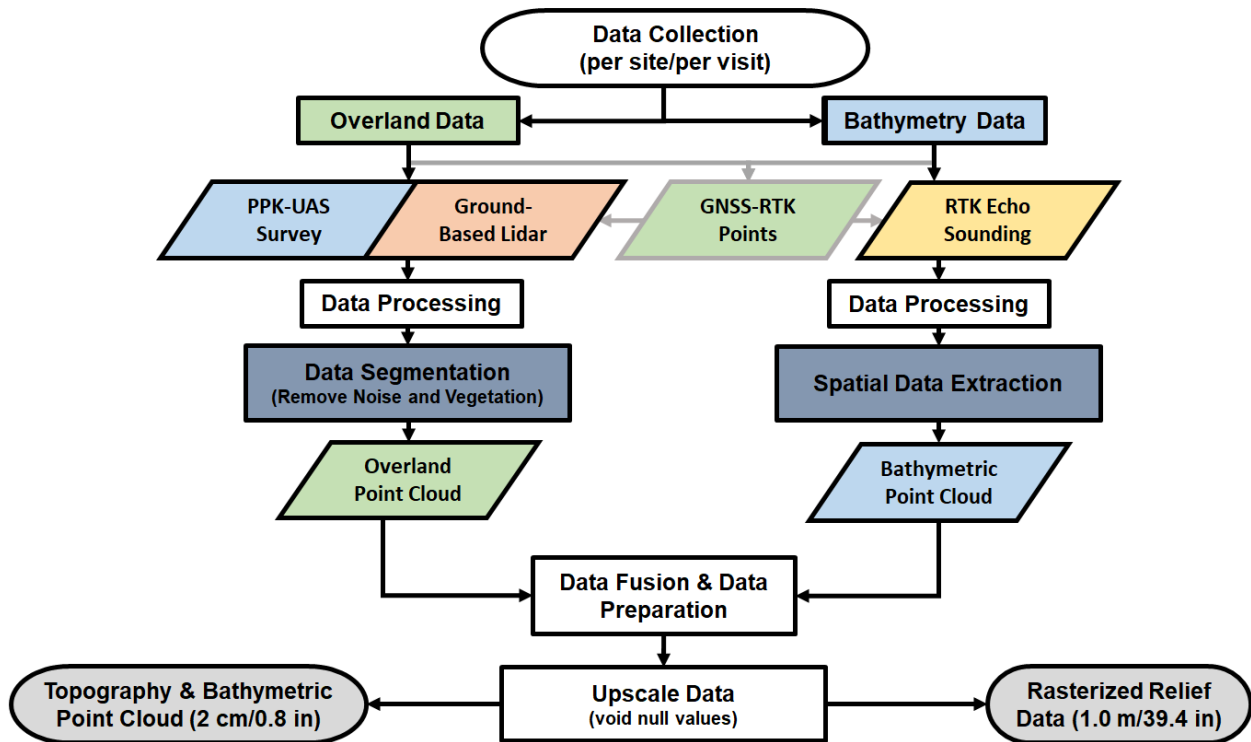 Data Collection
(per site/per visit)
Overland Data
Bathymetry Data
PPK-UAS
Survey
Ground-
Based Lidar
GNSS-RTK
Points
RTK Echo
Sounding
Data Processing
Data Processing
Data Segmentation
(Remove Noise and Vegetation)
Spatial Data Extraction
Overland
Point Cloud
Bathymetric
Point Cloud
Data Fusion & Data
Preparation
Topography & Bathymetric
Point Cloud (2 cm/0.8 in)
Upscale Data
(void null values)
Rasterized Relief
Data (1.0 m/39.4 in)